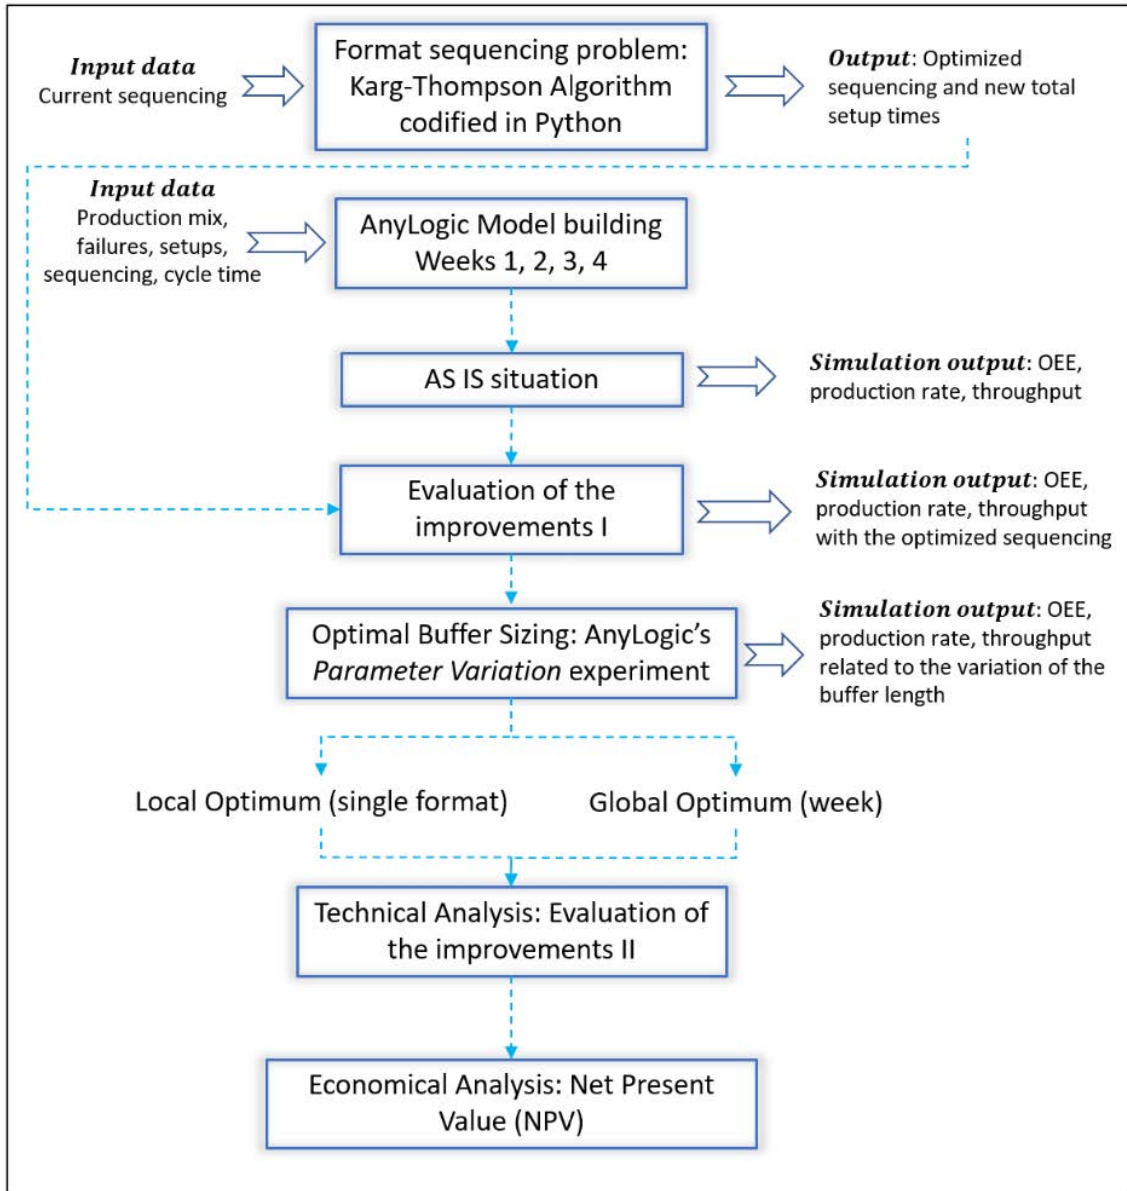 Input data
Current sequencing
Format sequencing problem:
Karg-Thompson Algorithm
codified in Python
Output: Optimized
sequencing and new total
setup times
Input data
Production mix,
failures, setups,
sequencing, cycle time
AnyLogic Model building
Weeks 1, 2, 3, 4
AS IS situation
Simulation output: OEE,
production rate, throughput
Evaluation of the
improvements I
Simulation output: OEE,
production rate, throughput
with the optimized sequencing
Optimal Buffer Sizing: AnyLogic’s
Parameter Variation experiment
Simulation output: OEE,
production rate, throughput
related to the variation of the
buffer length
Local Optimum (single format)
Global Optimum (week)
Technical Analysis: Evaluation of
the improvements II
Economical Analysis: Net Present
Value (NPV)